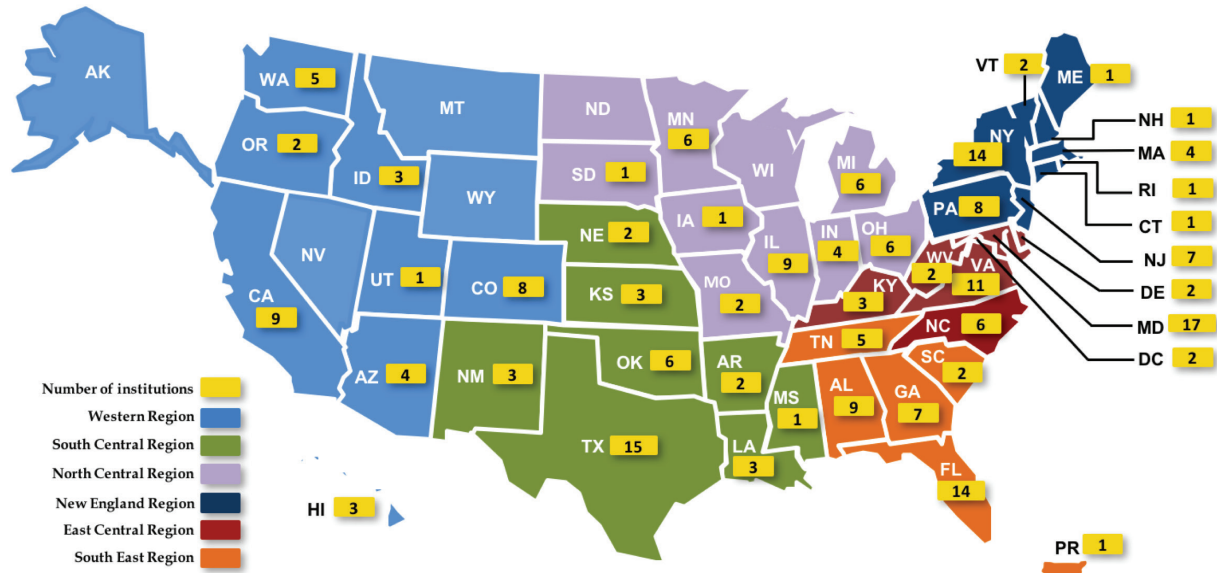 AK
WA 5
MT
OR 2
ID 3
WY
NV
UT 1
CO 8
CA
9
AZ 4
NM 3
HI 3
ND
SD 1
NE 2
KS 3
OK 6
TX 15
MN
6
IA
1
MO
2
AR
2
LA
3
WI
IL
9
MI
6
IN
4
OH
6
MS
1
KY
3
TN 5
AL
9
GA
7
FL
14
SC
2
NC 6
WV
2
VA
11
PA 8
NY
14
VT 2
ME 1
NH 1
MA 4
RI 1
CT 1
NJ 7
DE 2
MD 17
DC 2
PR 1
Number of institutions
Western Region
South Central Region
North Central Region
New England Region
East Central Region
South East Region